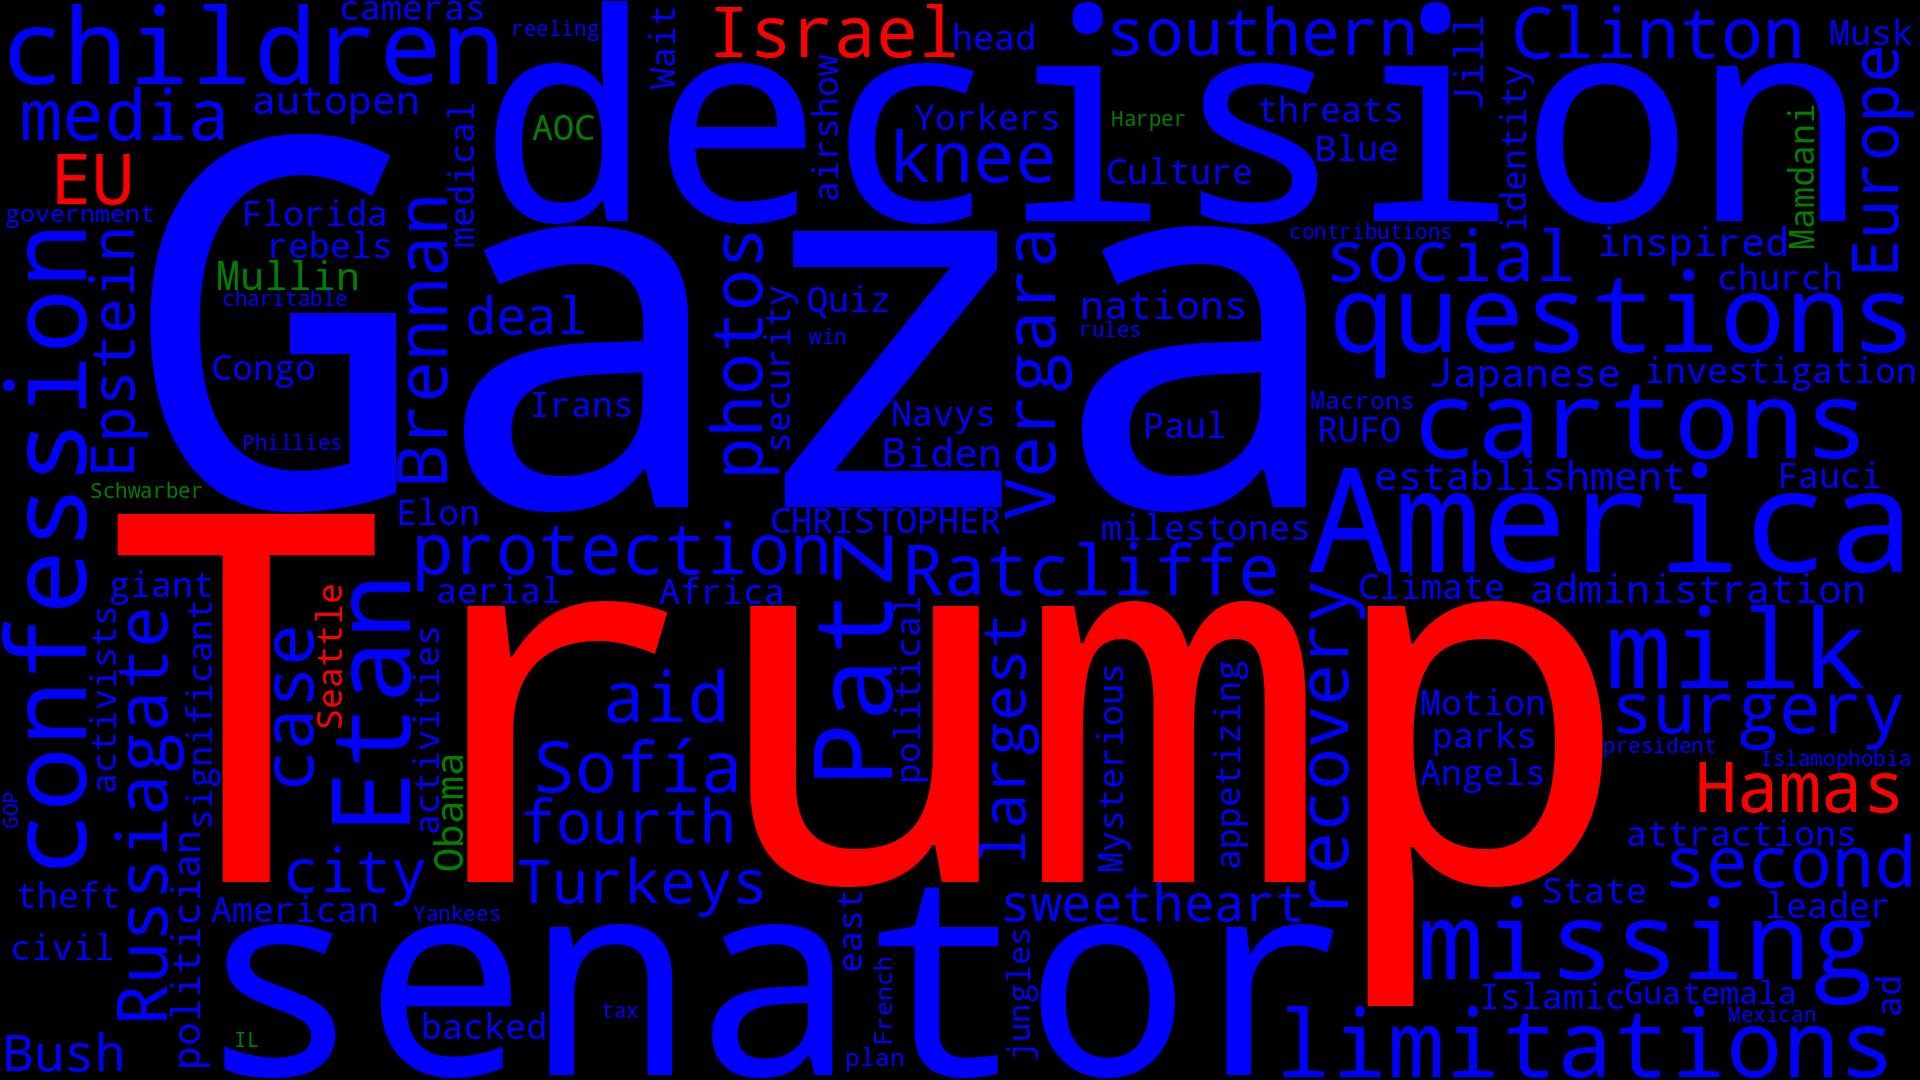 cameras
children
reeling
Wait
Israel
head
southern
Jill
Clinton
Musk
decision
media
autopen
medical
AOC
airshow
Yorkers
knee
Harper
Culture
threats
Blue
identity
Mamdani
Europe
EU
government
Florida
rebels
Mullin
charitable
Gaza
Brennan
deal
photos
security
Quiz
win
Vergara
nations
rules
contributions
social
inspired
church
questions
confession
Epstein
Congo
Phillies
Schwarber
Irans
Navys
Biden
Paul
Japanese
investigation
Macrons
RUFO
cartons
establishment
Fauci
America
Elon
CHRISTOPHER
milestones
protection
Ratcliffe
Climate
administration
giant
aerial
Africa
Trump
activists
Russiagate
significant
case
Seattle
Etan
activities
Obama
aid
Sofía
fourth
Patz
political
largest
Mysterious
appetizing
recovery
Motion
parks
Angels
milk
surgery
president
Islamophobia
Hamas
GOP
attractions
second
city
Turkeys
theft
American
Yankees
politician
sweetheart
State
leader
civil
senator
east
French
jungles
missing
Islamic
Guatemala
ad
Mexican
Bush
IL
backed
tax
plan
limitations